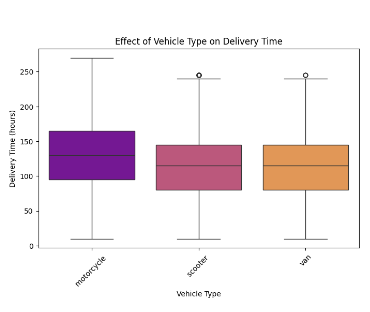 Effect of Vehicle Type on Delivery Time
Delivery Time (hours)
250
200
150
100
50
0
motorcycle
scooter
van
Vehicle Type